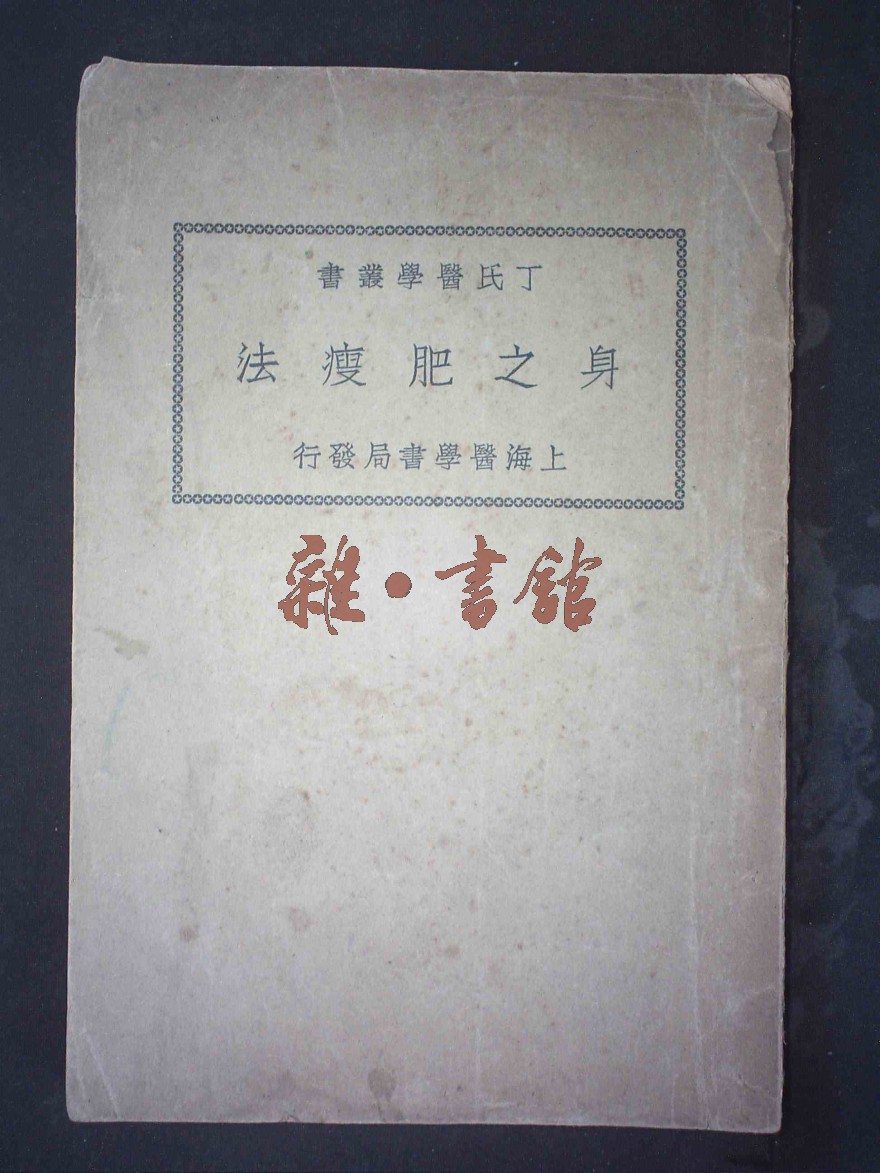 丁氏醫學叢書
身之肥瘦法
上海醫學書局發行
雜·書館